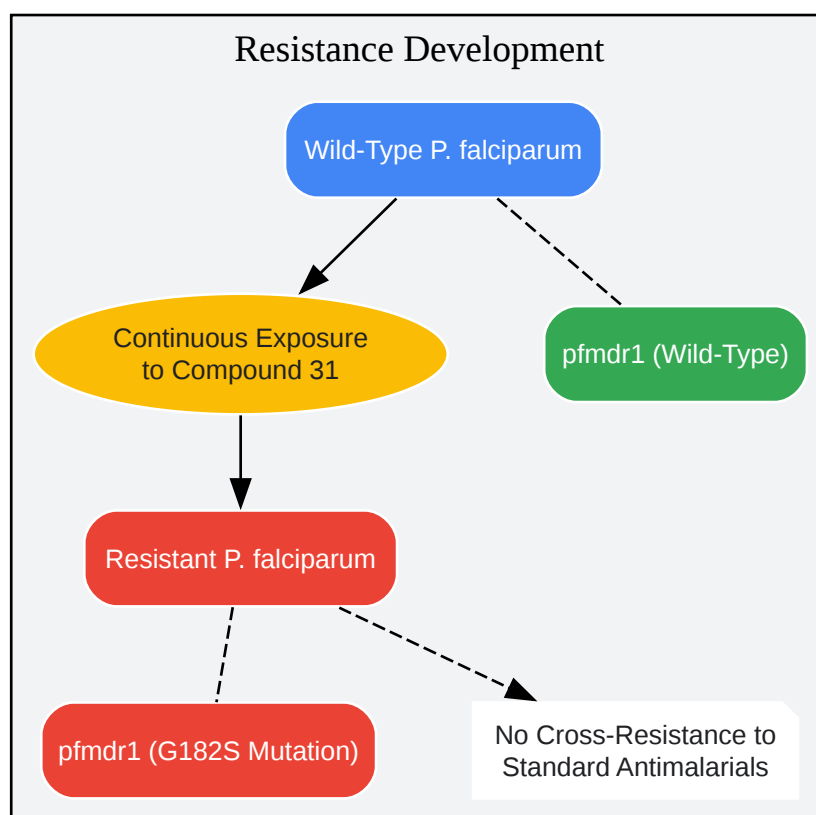 Resistance Development
Wild-Type P. falciparum
Continuous Exposure
to Compound 31
pfmdr1 (Wild-Type)
Resistant P. falciparum
pfmdr1 (G182S Mutation)
No Cross-Resistance to
Standard Antimalarials